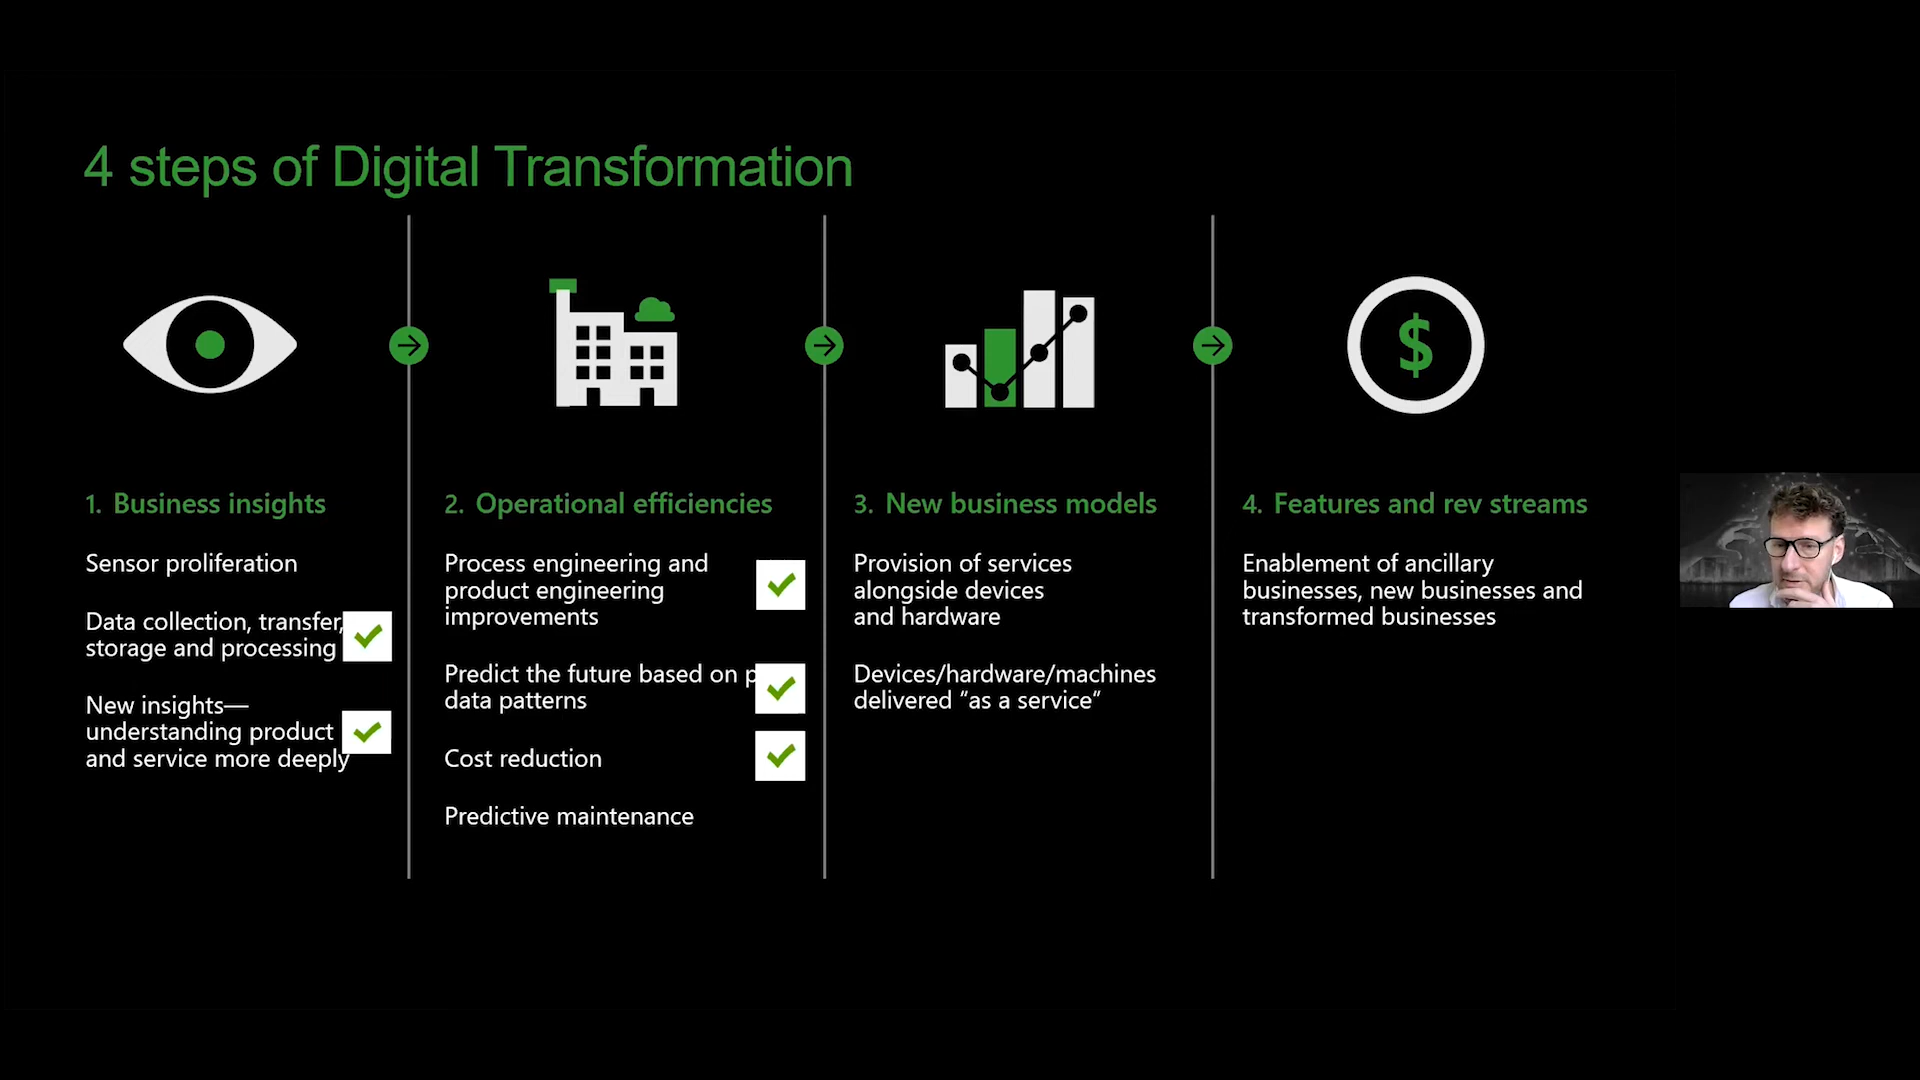 4 steps of Digital Transformation
1. Business insights
Sensor proliferation
Data collection, transfer,
storage and processing
New insights—
understanding product
and service more deeply
2. Operational efficiencies
Process engineering and
product engineering
improvements
Predict the future based on
data patterns
Cost reduction
Predictive maintenance
3. New business models
Provision of services
alongside devices
and hardware
Devices/hardware/machines
delivered “as a service”
4. Features and rev streams
Enablement of ancillary
businesses, new businesses and
transformed businesses
$